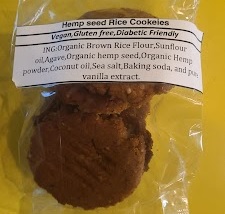 Hemp seed Rice Cookeies
Vegan,Gluten free,Diabetic Friendly
ING:Organic Brown Rice Flour,Sunflour
oil,Agave,Organic hemp seed,Organic Hemp
powder,Coconut oil,Sea salt,Baking soda, and pure
vanilla extract.